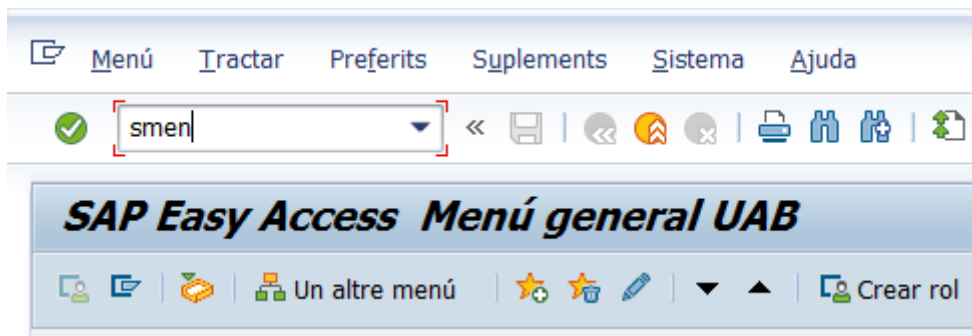 Menú Tractar Preferits Suplements Sistema Ajuda
smen
SAP Easy Access Menú general UAB
Un altre menú Crear rol